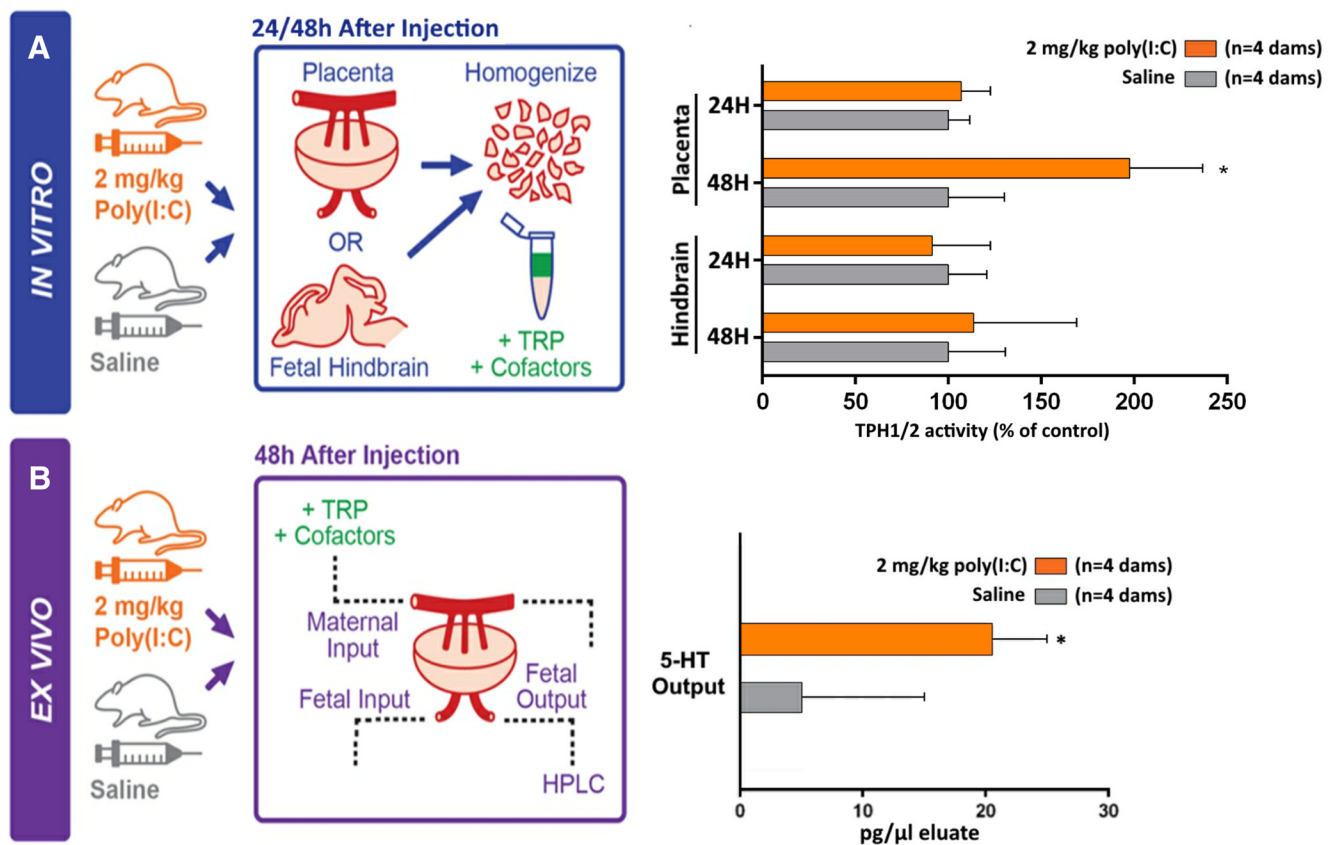 A
IN VITRO
2 mg/kg
Poly(I:C)
Saline
24/48h After Injection
Placenta
Homogenize
OR
Fetal Hindbrain
+ TRP
+ Cofactors
2 mg/kg poly(I:C) (n=4 dams)
Saline (n=4 dams)
Placenta
24H
48H
Hindbrain
24H
48H
*
0 50 100 150 200 250
TPH1/2 activity (% of control)
B
EX VIVO
2 mg/kg
Poly(I:C)
Saline
48h After Injection
+ TRP
+ Cofactors
Maternal
Input
Fetal Input
Fetal
Output
HPLC
2 mg/kg poly(I:C) (n=4 dams)
Saline (n=4 dams)
5-HT
Output
*
0 10 20 30
pg/µl eluate